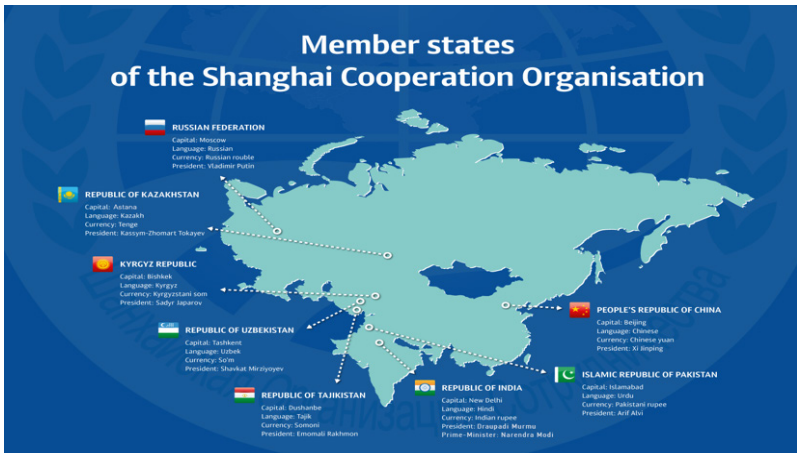 Member states
of the Shanghai Cooperation Organisation
RUSSIAN FEDERATION
Capital: Moscow
Language: Russian
Currency: Russian rouble
President: Vladimir Putin
REPUBLIC OF KAZAKHSTAN
Capital: Astana
Language: Kazakh
Currency: Tenge
President: Kassym-Zhomart Tokayev
KYRGYZ REPUBLIC
Capital: Bishkek
Language: Kyrgyz
Currency: Kyrgyzstani som
President: Sadyr Japarov
REPUBLIC OF UZBEKISTAN
Capital: Tashkent
Language: Uzbek
Currency: So'm
President: Shavkat Mirziyoyev
REPUBLIC OF TAJIKISTAN
Capital: Dushanbe
Language: Tajik
Currency: Somoni
President: Emomali Rakhmon
REPUBLIC OF INDIA
Capital: New Delhi
Language: Hindi
Currency: Indian rupee
President: Draupadi Murmu
Prime-Minister: Narendra Modi
ISLAMIC REPUBLIC OF PAKISTAN
Capital: Islamabad
Language: Urdu
Currency: Pakistani rupee
President: Arif Alvi
PEOPLE'S REPUBLIC OF CHINA
Capital: Beijing
Language: Chinese
Currency: Chinese yuan
President: Xi Jinping